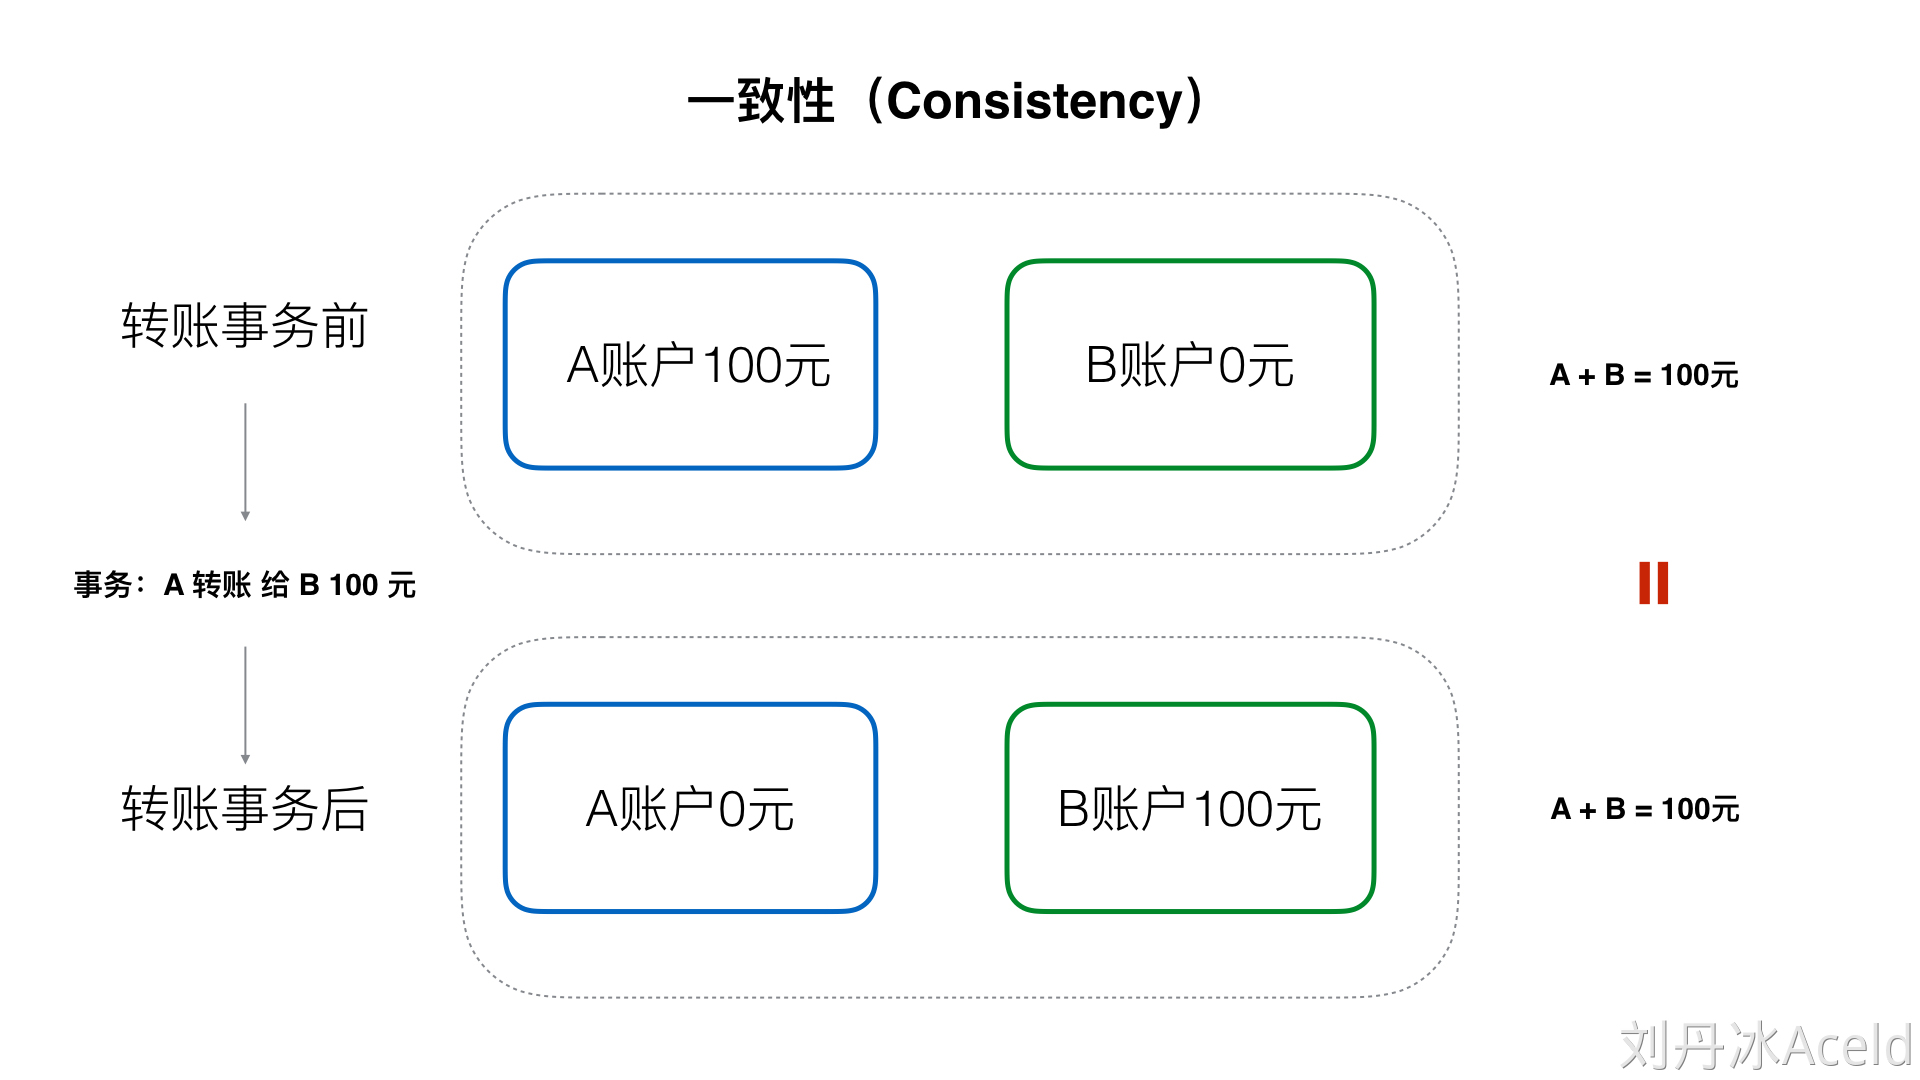 一致性（Consistency）
转账事务前
A账户100元
B账户0元
A + B = 100元
事务：A 转账 给 B 100 元
=
转账事务后
A账户0元
B账户100元
A + B = 100元
刘丹冰Aceld